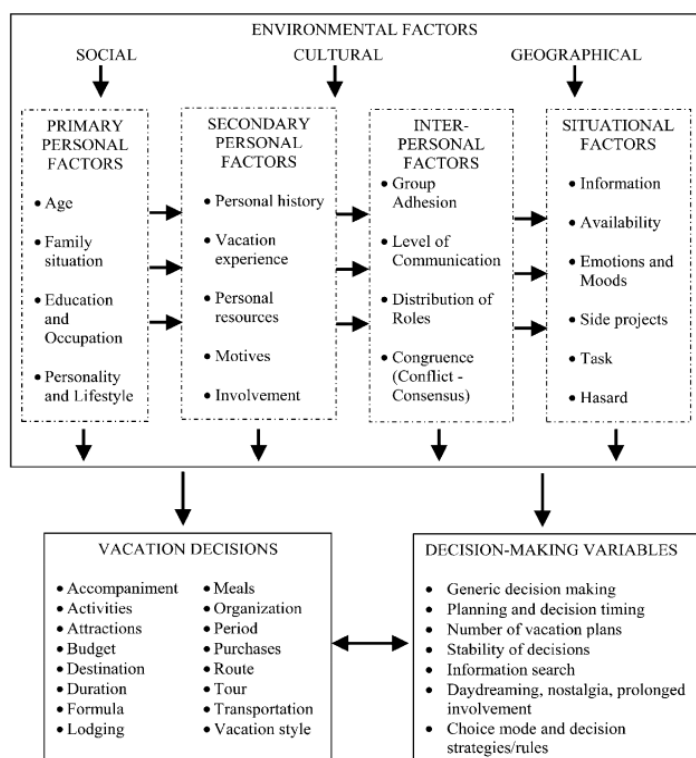 ENVIRONMENTAL FACTORS
SOCIAL
CULTURAL
GEOGRAPHICAL
PRIMARY
PERSONAL
FACTORS
• Age
• Family
situation
• Education
and
Occupation
• Personality
and Lifestyle
SECONDARY
PERSONAL
FACTORS
• Personal history
• Vacation
experience
• Personal
resources
• Motives
• Involvement
INTER-
PERSONAL
FACTORS
• Group
Adhesion
• Level of
Communication
• Distribution of
Roles
• Congruence
(Conflict -
Consensus)
SITUATIONAL
FACTORS
• Information
• Availability
• Emotions and
Moods
• Side projects
• Task
• Hasard
VACATION DECISIONS
• Accompaniment
• Activities
• Attractions
• Budget
• Destination
• Duration
• Formula
• Lodging
• Meals
• Organization
• Period
• Purchases
• Route
• Tour
• Transportation
• Vacation style
DECISION-MAKING VARIABLES
• Generic decision making
• Planning and decision timing
• Number of vacation plans
• Stability of decisions
• Information search
• Daydreaming, nostalgia, prolonged
involvement
• Choice mode and decision
strategies/rules